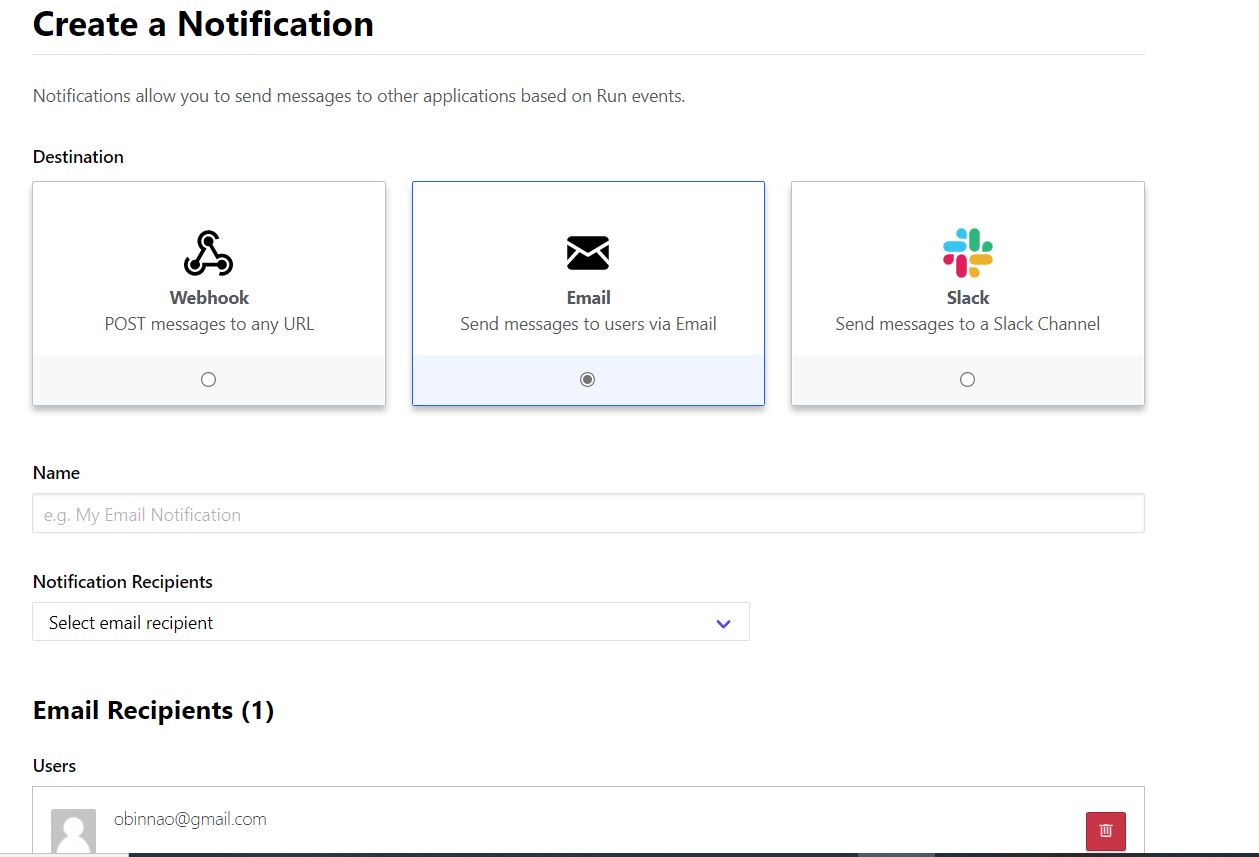 Create a Notification
Notifications allow you to send messages to other applications based on Run events.
Destination
Webhook
POST messages to any URL
Email
Send messages to users via Email
Slack
Send messages to a Slack Channel
Name
e.g. My Email Notification
Notification Recipients
Select email recipient
Email Recipients (1)
Users
obinnao@gmail.com